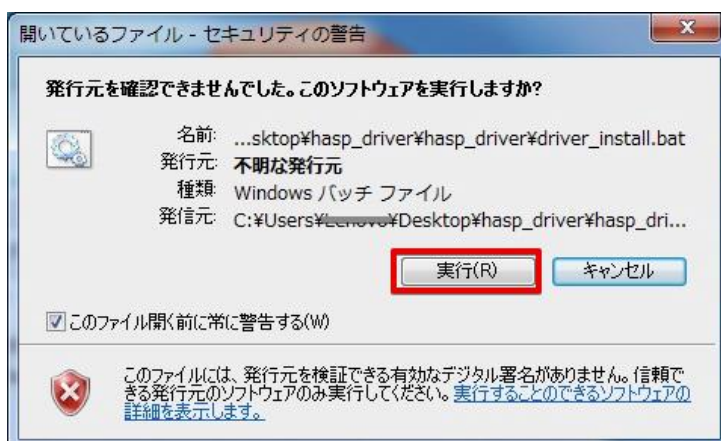 開いているファイル - セキュリティの警告
発行元を確認できませんでした。このソフトウェアを実行しますか?
名前: ...sktop¥hasp_driver¥hasp_driver¥driver_install.bat
発行元: 不明な発行元
種類: Windows バッチ ファイル
発信元: C:¥Users¥¥Desktop¥hasp_driver¥hasp_dri...
実行(R) キャンセル
このファイル開く前に常に警告する(W)
このファイルには、発行元を検証できる有効なデジタル署名がありません。信頼で
きる発行元のソフトウェアのみ実行してください。実行することのできるソフトウェアの
詳細を表示します。